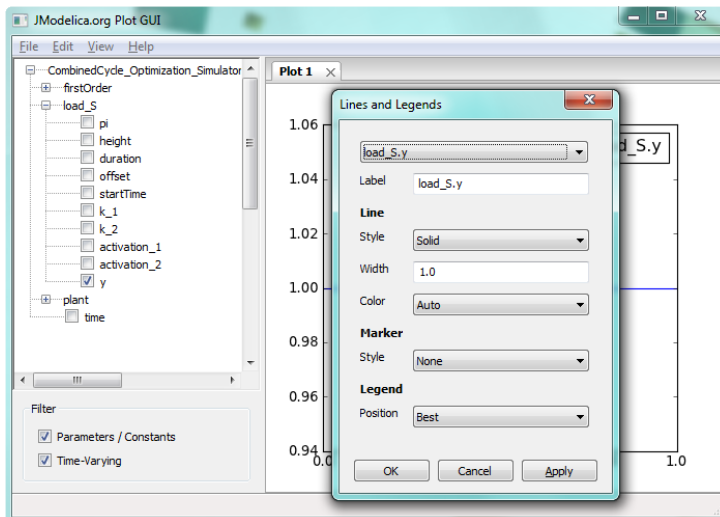 JModelica.org Plot GUI
File Edit View Help
CombinedCycle_Optimization_Simulator
firstOrder
load_S
pi
height
duration
offset
startTime
k_1
k_2
activation_1
activation_2
y
plant
time
Filter
Parameters / Constants
Time-Varying
Plot 1
1.06
1.04
1.02
1.00
0.98
0.96
0.94
0.0
1.0
d_S.y
Lines and Legends
load_S.y
Label load_S.y
Line
Style Solid
Width 1.0
Color Auto
Marker
Style None
Legend
Position Best
OK Cancel Apply